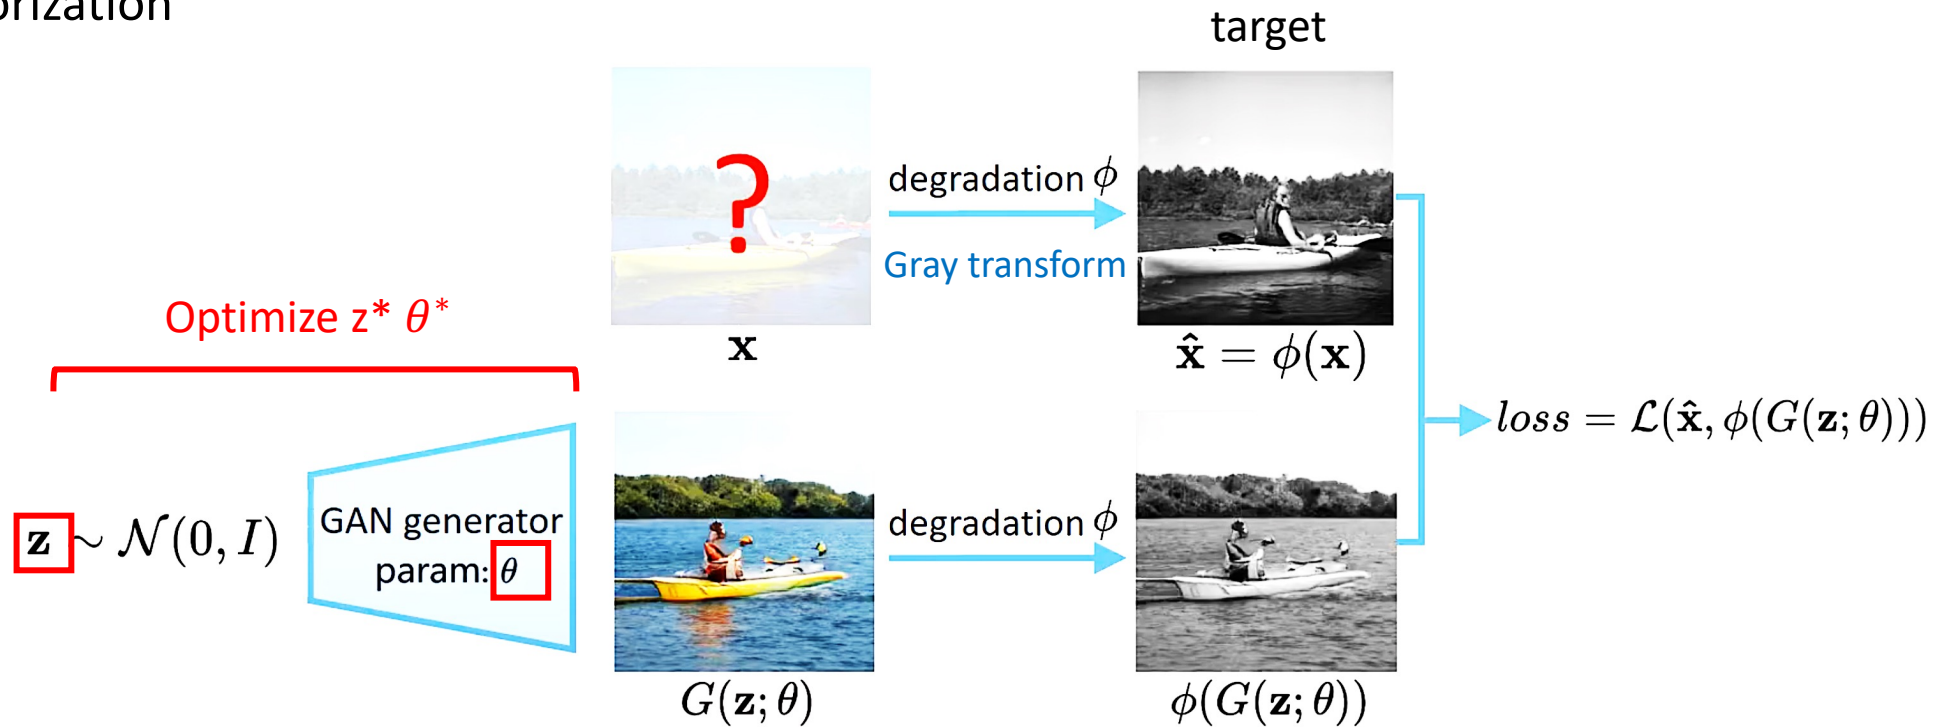 orization
target
?
degradation ϕ
Gray transform
Optimize z* θ*
x
x̂ = ϕ(x)
loss = ℒ(x̂, ϕ(G(z; θ)))
GAN generator
param: θ
z ~ 𝒩(0, I)
degradation ϕ
G(z; θ)
ϕ(G(z; θ))